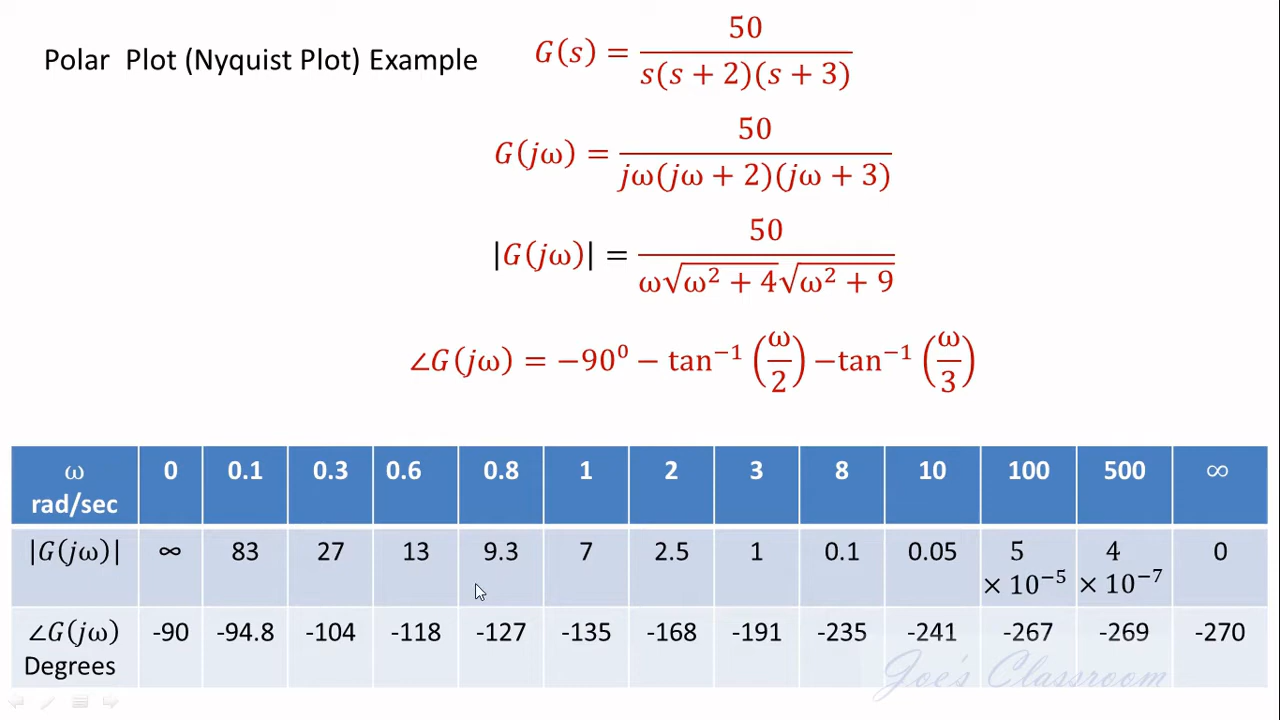 Polar Plot (Nyquist Plot) Example
G(s) = 50 / s(s + 2)(s + 3)
G(jω) = 50 / jω(jω + 2)(jω + 3)
|G(jω)| = 50 / ω√ω² + 4√ω² + 9
∠G(jω) = −90⁰ − tan⁻¹ (ω/2) −tan⁻¹ (ω/3)
ω rad/sec 0 0.1 0.3 0.6 0.8 1 2 3 8 10 100 500 ∞
|G(jω)| ∞ 83 27 13 9.3 7 2.5 1 0.1 0.05 5 × 10⁻⁵ 4 × 10⁻⁷ 0
∠G(jω) Degrees -90 -94.8 -104 -118 -127 -135 -168 -191 -235 -241 -267 -269 -270
Joe's Classroom